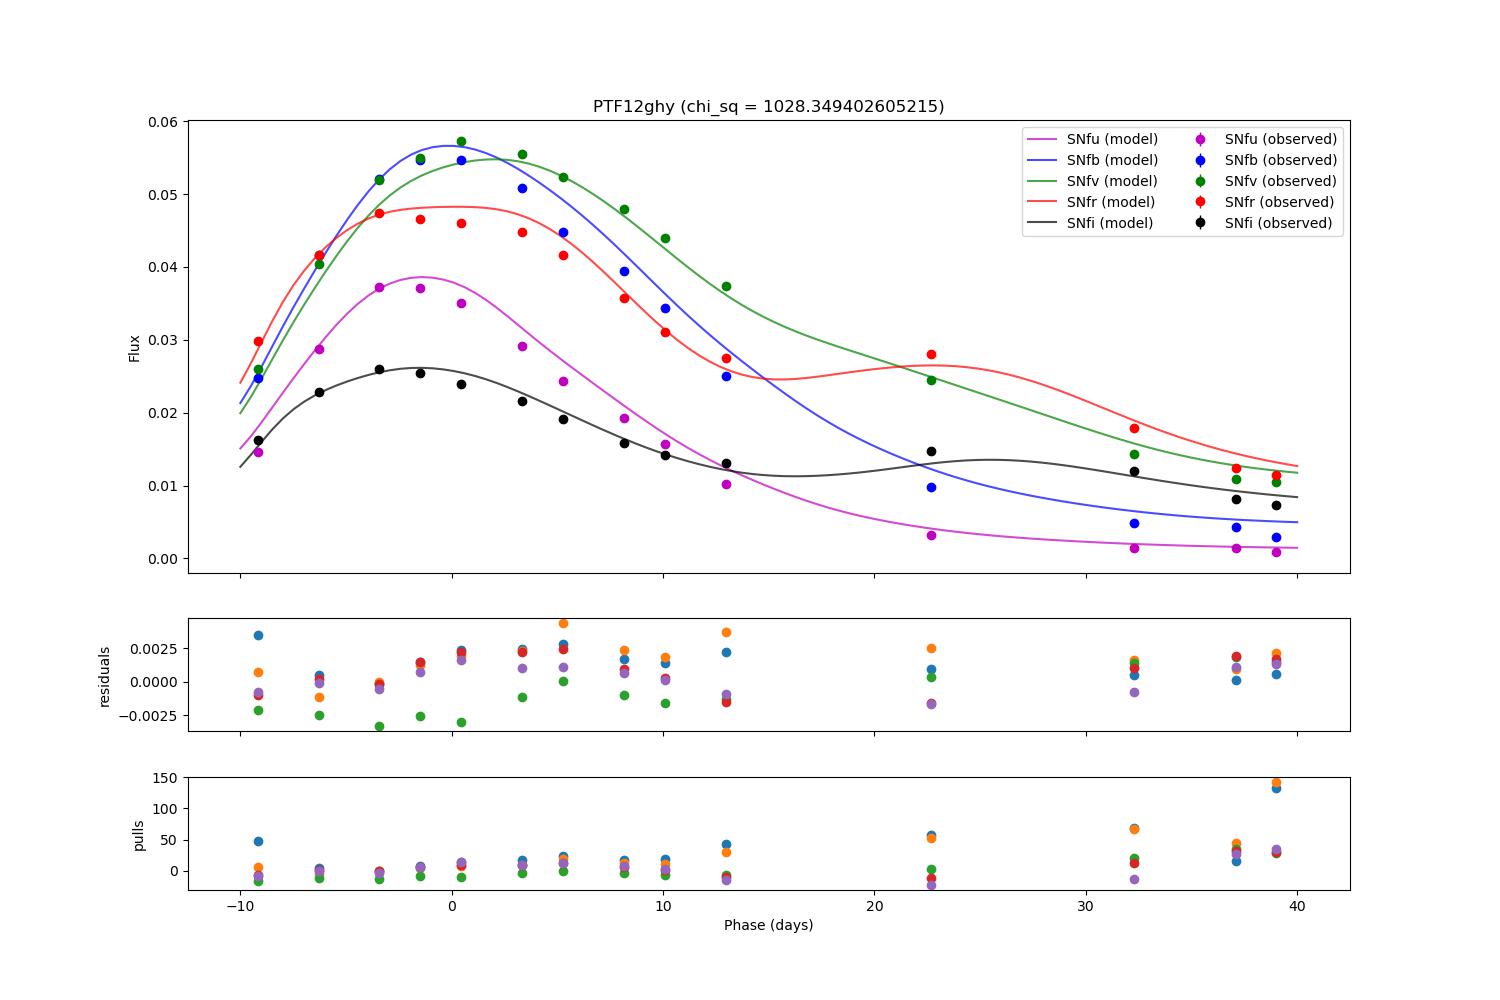 PTF12ghy (chi_sq = 1028.349402605215)
0.06
0.05
0.04
0.03
0.02
0.01
0.00
Flux
SNfu (model)
SNfb (model)
SNfv (model)
SNfr (model)
SNfi (model)
SNfu (observed)
SNfb (observed)
SNfv (observed)
SNfr (observed)
SNfi (observed)
0.0025
0.0000
−0.0025
residuals
150
100
50
0
pulls
−10 0 10 20 30 40
Phase (days)